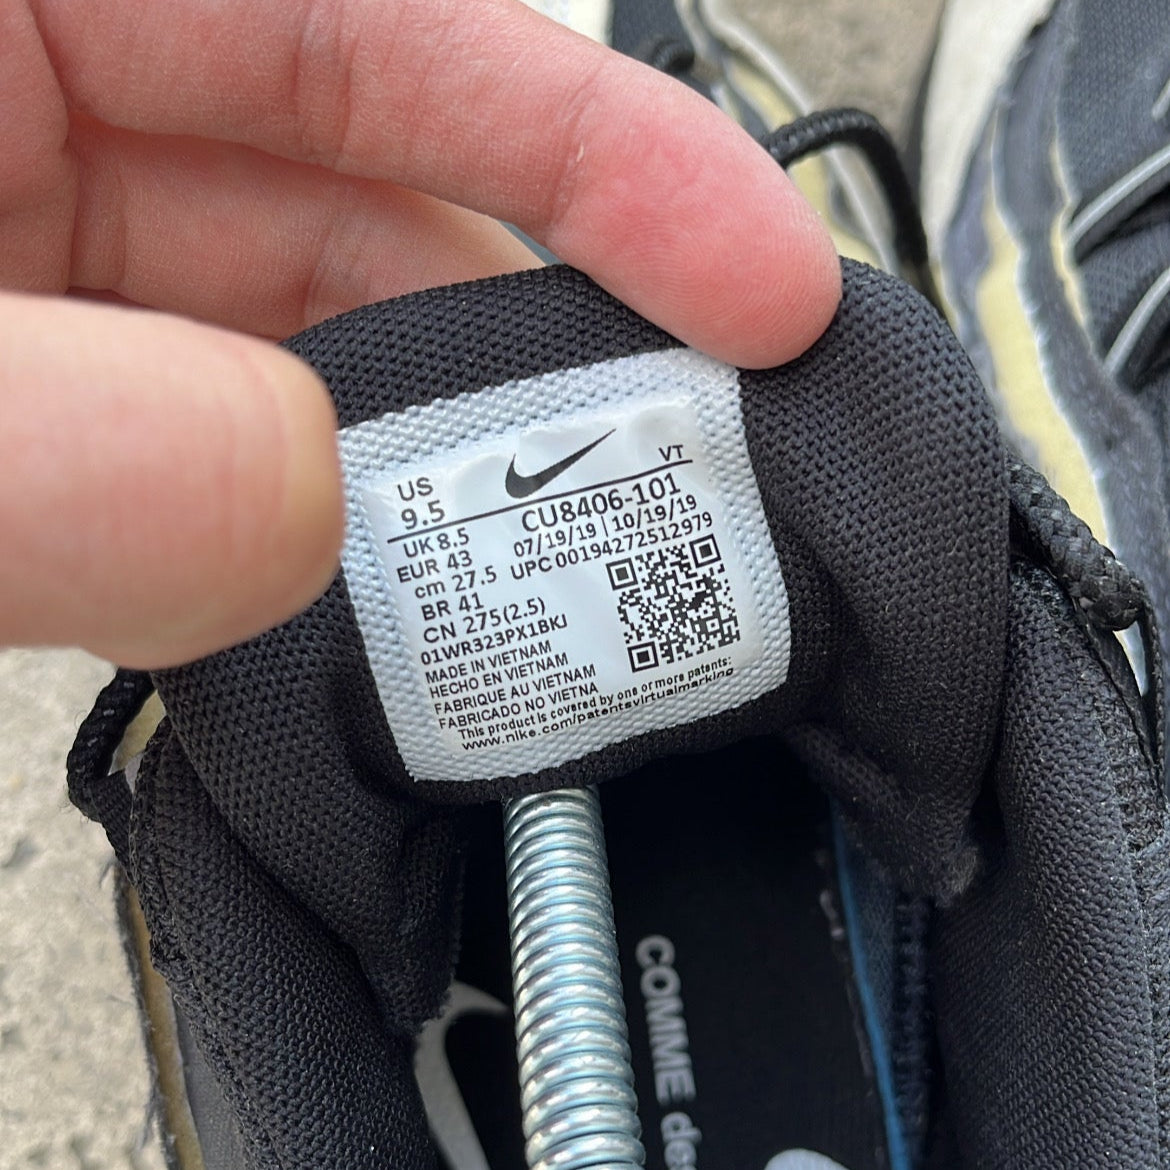 US
9.5
VT
UK 8.5
EUR 43
cm 27.5
BR 41
CN 275(2.5)
01WR323PX1BKJ
CU8406-101
07/19/19 | 10/19/19
UPC 00194272512979
MADE IN VIETNAM
HECHO EN VIETNAM
FABRIQUE AU VIETNAM
FABRICADO NO VIETNA
This product is covered by one or more patents:
www.nike.com/patentsvirtualmarking
COMME des